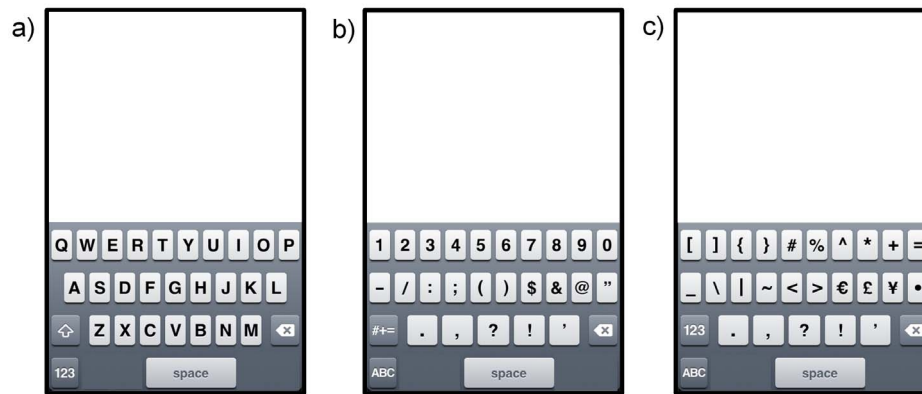 a)
Q W E R T Y U I O P
A S D F G H J K L
Z X C V B N M
123 space
b)
1 2 3 4 5 6 7 8 9 0
- / : ; ( ) $ & @ "
#+= . , ? ! '
ABC space
c)
[ ] { } # % ^ * + =
_ \ | ~ < > € £ ¥ •
123 . , ? ! '
ABC space